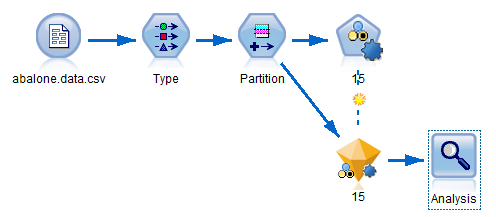 abalone.data.csv
Type
Partition
15
15
Analysis